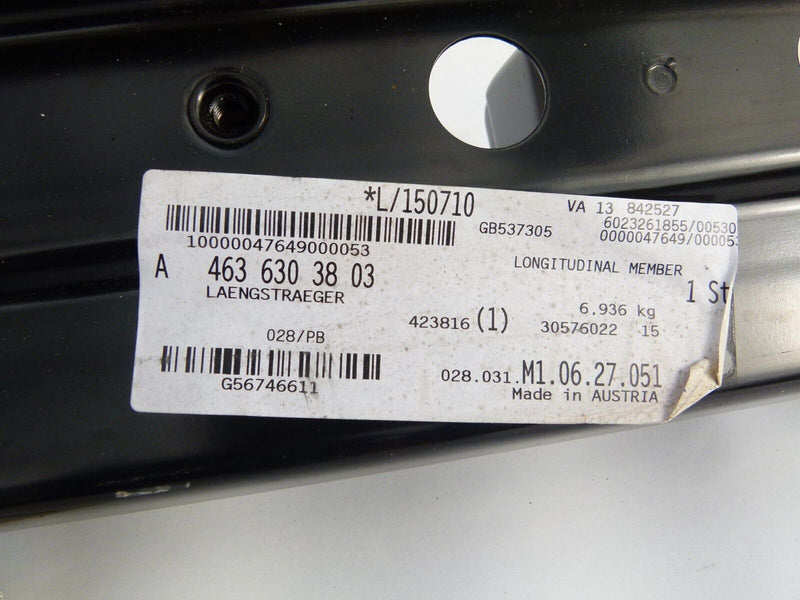 *L/150710
VA 13 842527
GB537305
6023261855/00530
10000047649000053
0000047649/00005
A 463 630 38 03
LONGITUDINAL MEMBER
LAENGSTRAEGER
1 St
6.936 kg
423816 (1)
30576022 15
028/PB
G56746611
028.031.M1.06.27.051
Made in AUSTRIA